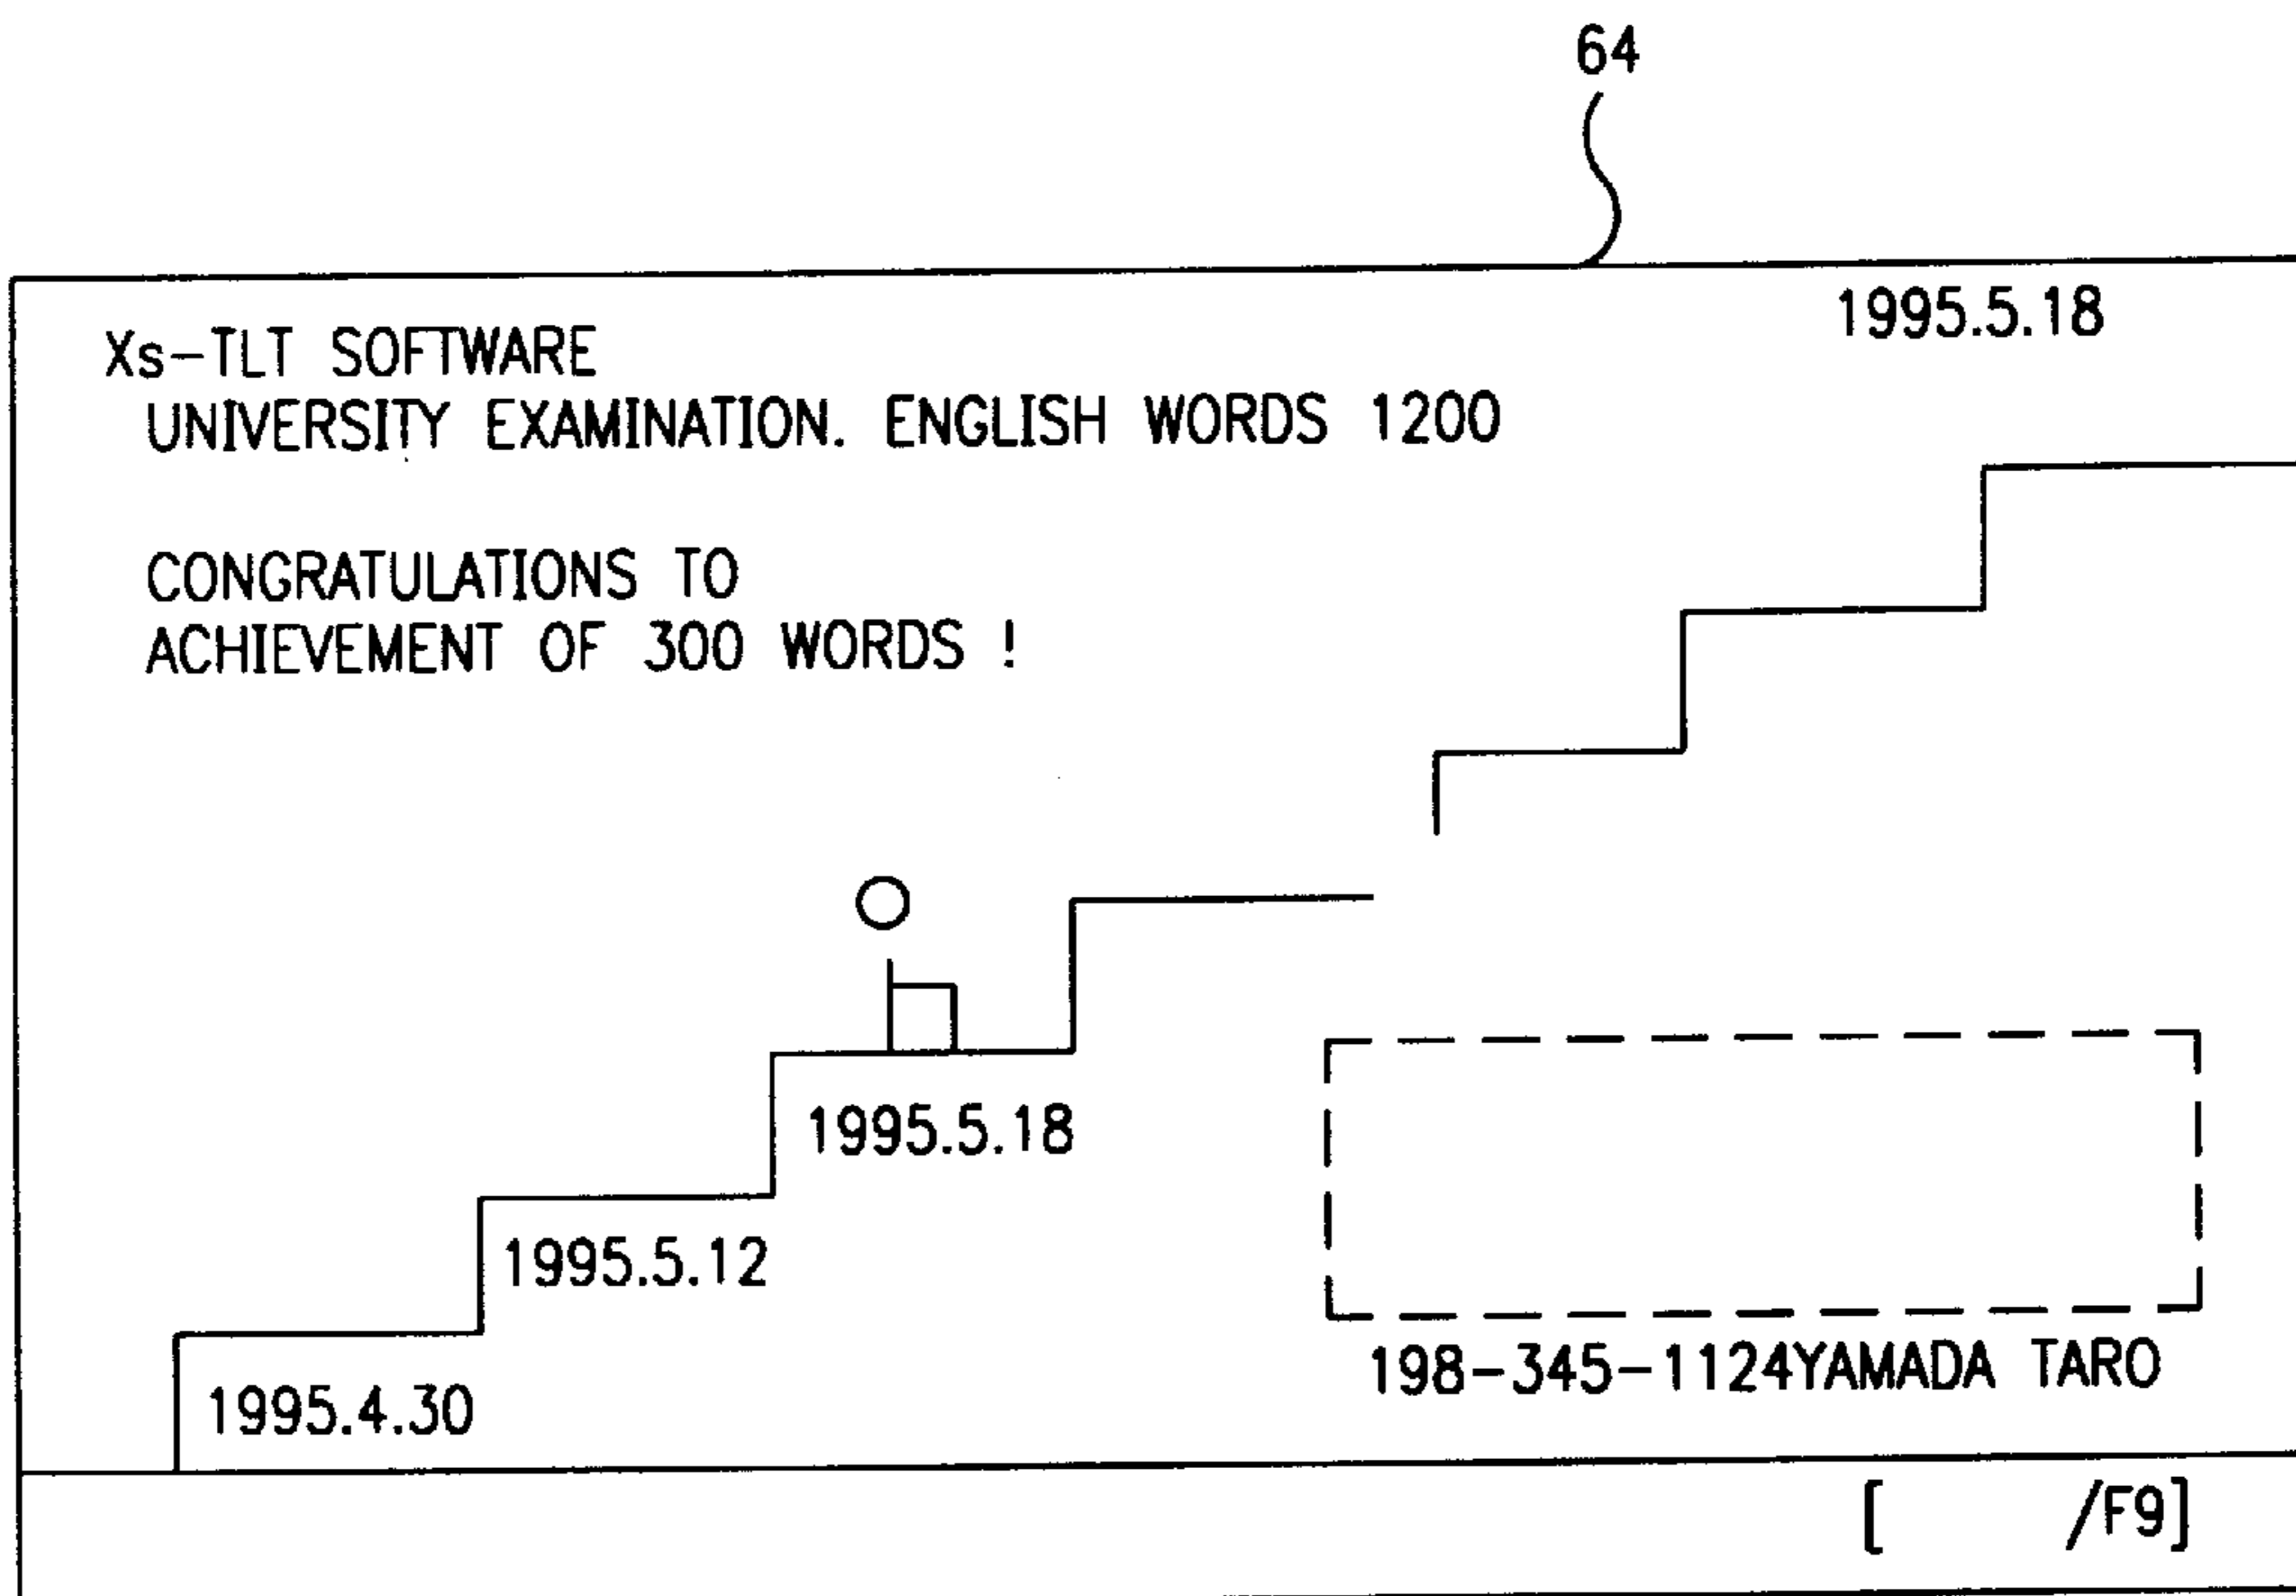 64
1995.5.18
Xs-TLT SOFTWARE
UNIVERSITY EXAMINATION. ENGLISH WORDS 1200
CONGRATULATIONS TO
ACHIEVEMENT OF 300 WORDS !
1995.5.18
1995.5.12
198-345-1124YAMADA TARO
1995.4.30
[ /F9]